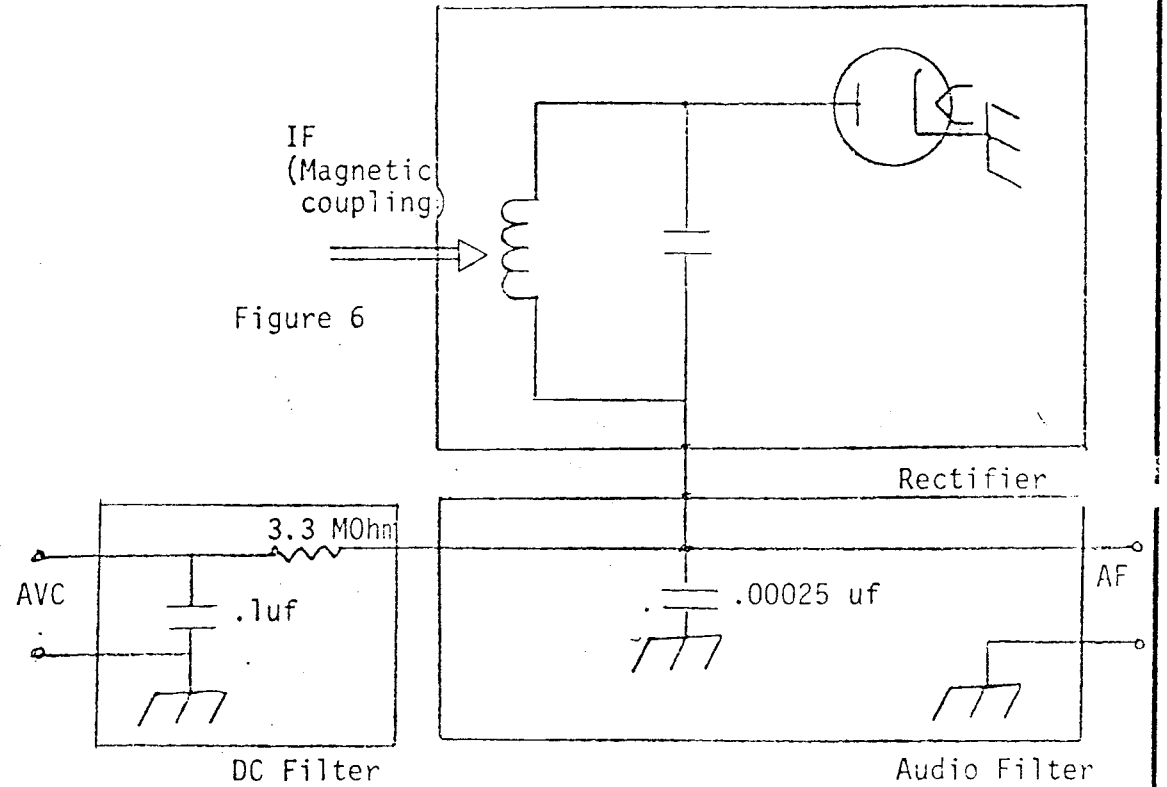 IF
(Magnetic
coupling)
Figure 6
Rectifier
3.3 MOhm
AVC
.1uf
.00025 uf
AF
DC Filter
Audio Filter